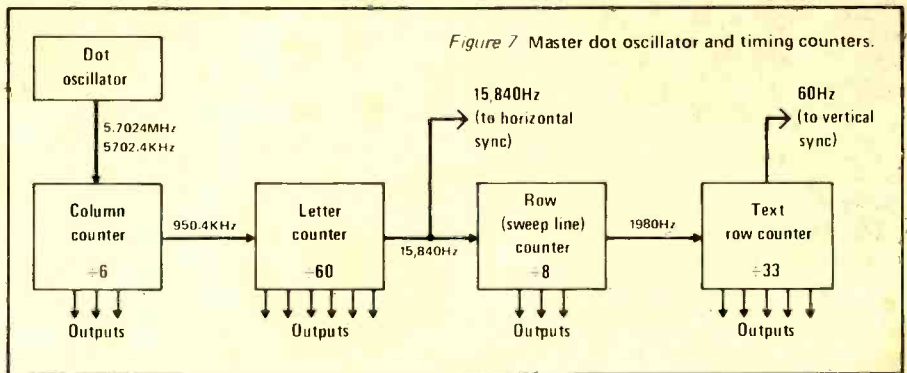 Figure 7 Master dot oscillator and timing counters.
Dot
oscillator
5.7024MHz
5702.4KHz
15,840Hz
(to horizontal
sync)
60Hz
(to vertical
sync)
Column
counter
÷6
950.4KHz
Letter
counter
÷60
15,840Hz
Row
(sweep line)
counter
÷8
1980Hz
Text
row counter
÷33
Outputs
Outputs
Outputs
Outputs